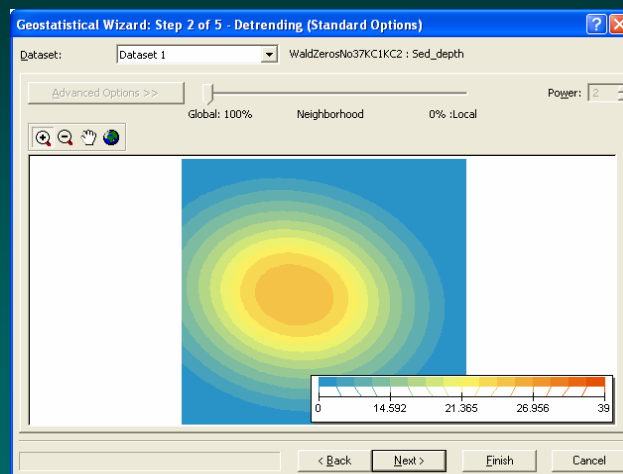 Geostatistical Wizard: Step 2 of 5 - Detrending (Standard Options)
Dataset: Dataset 1 WaldZerosNo37KC1KC2 : Sed_depth
Advanced Options >> Power: 2
Global: 100% Neighborhood 0% :Local
0 14.592 21.365 26.956 39
< Back Next > Finish Cancel